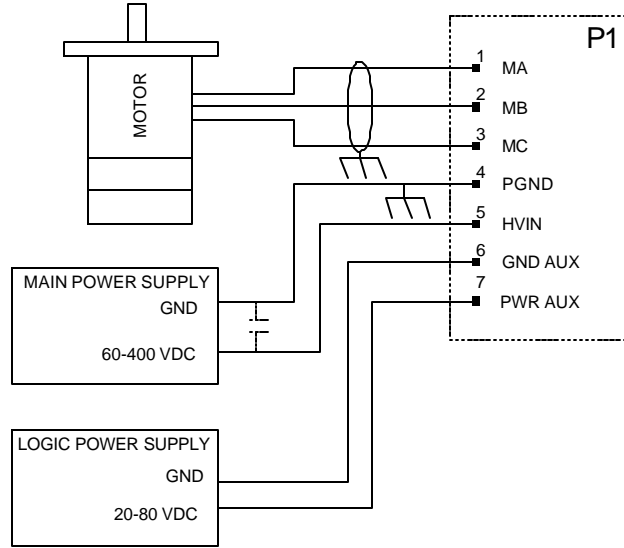 P1
MOTOR
1 MA
2 MB
3 MC
4 PGND
5 HVIN
6 GND AUX
7 PWR AUX
MAIN POWER SUPPLY
GND
60-400 VDC
LOGIC POWER SUPPLY
GND
20-80 VDC